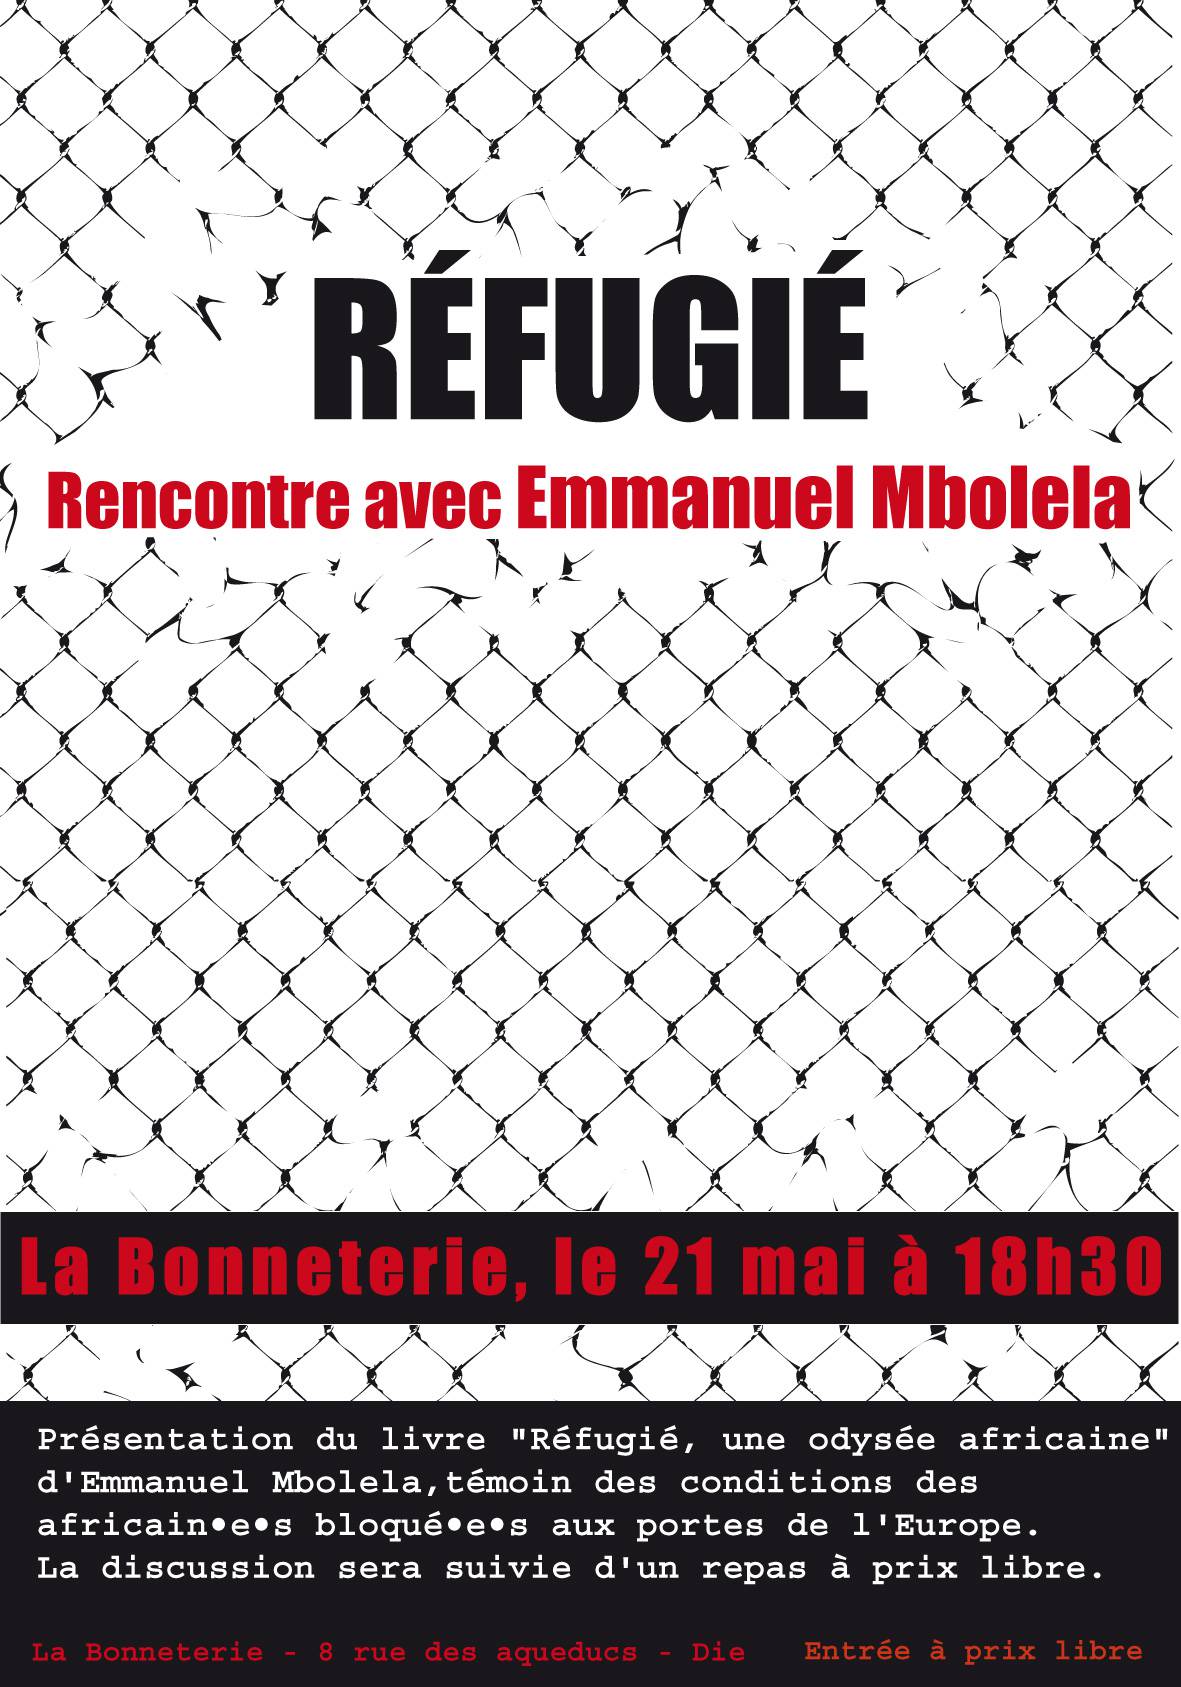 RÉFUGIÉ
Rencontre avec Emmanuel Mbolela
La Bonneterie, le 21 mai à 18h30
Présentation du livre "Réfugié, une odysée africaine"
d'Emmanuel Mbolela,témoin des conditions des
africain•e•s bloqué•e•s aux portes de l'Europe.
La discussion sera suivie d'un repas à prix libre.
La Bonneterie - 8 rue des aqueducs - Die Entrée à prix libre